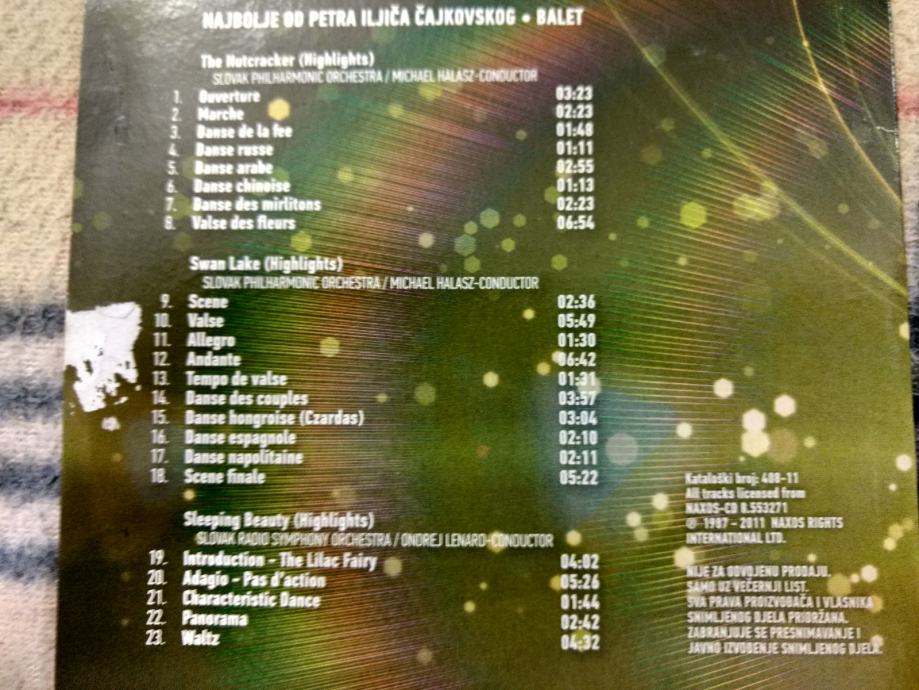 NAJBOLJE OD PETRA ILJIČA ČAJKOVSKOG • BALET
The Nutcracker (Highlights)
SLOVAK PHILHARMONIC ORCHESTRA / MICHAEL HALASZ-CONDUCTOR
1. Ouverture 03:23
2. Marche 02:23
3. Danse de la fee 01:48
4. Danse russe 01:11
5. Danse arabe 02:55
6. Danse chinoise 01:13
7. Danse des mirlitons 02:23
8. Valse des fleurs 06:54
Swan Lake (Highlights)
SLOVAK PHILHARMONIC ORCHESTRA / MICHAEL HALASZ-CONDUCTOR
9. Scene 02:36
10. Valse 05:49
11. Allegro 01:30
12. Andante 06:42
13. Tempo de valse 01:31
14. Danse des couples 03:57
15. Danse hongroise (Czardas) 03:04
16. Danse espagnole 02:10
17. Danse napolitaine 02:11
18. Scene finale 05:22
Sleeping Beauty (Highlights)
SLOVAK RADIO SYMPHONY ORCHESTRA / ONDREJ LENARD-CONDUCTOR
19. Introduction - The Lilac Fairy 04:02
20. Adagio - Pas d'action 05:26
21. Characteristic Dance 01:44
22. Panorama 02:42
23. Waltz 04:32
Kataloški broj: 408-11
All tracks licensed from
NAXOS-CD 8.553271
℗ 1987 - 2011 NAXOS RIGHTS
INTERNATIONAL LTD.
NIJE ZA ODVOJENU PRODAJU.
SAMO UZ VEČERNJI LIST.
SVA PRAVA PROIZVOĐAČA I VLASNIKA
SNIMLJENOG DJELA PRIDRŽANA.
ZABRANJUJE SE PRESNIMAVANJE I
JAVNO IZVOĐENJE SNIMLJENOG DJELA.